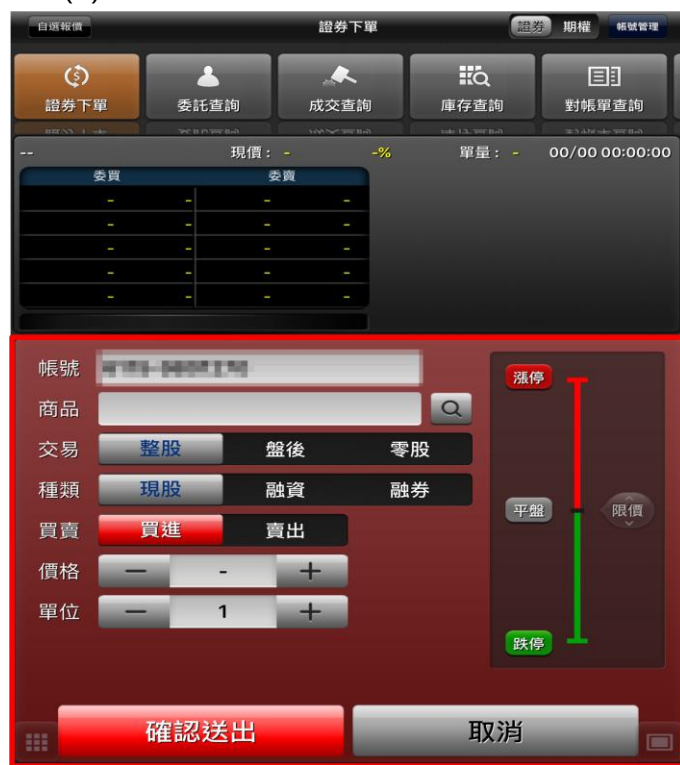 自選報價 證券下單 證券 期權 帳號管理
證券下單 委託查詢 成交查詢 庫存查詢 對帳單查詢
-- 現價： - -% 單量： - 00/00 00:00:00
委買 委賣
- - - -
- - - -
- - - -
- - - -
- - - -
帳號
漲停
商品
交易 整股 盤後 零股
種類 現股 融資 融券
平盤 限價
買賣 買進 賣出
價格 — - +
單位 — 1 +
跌停
確認送出 取消